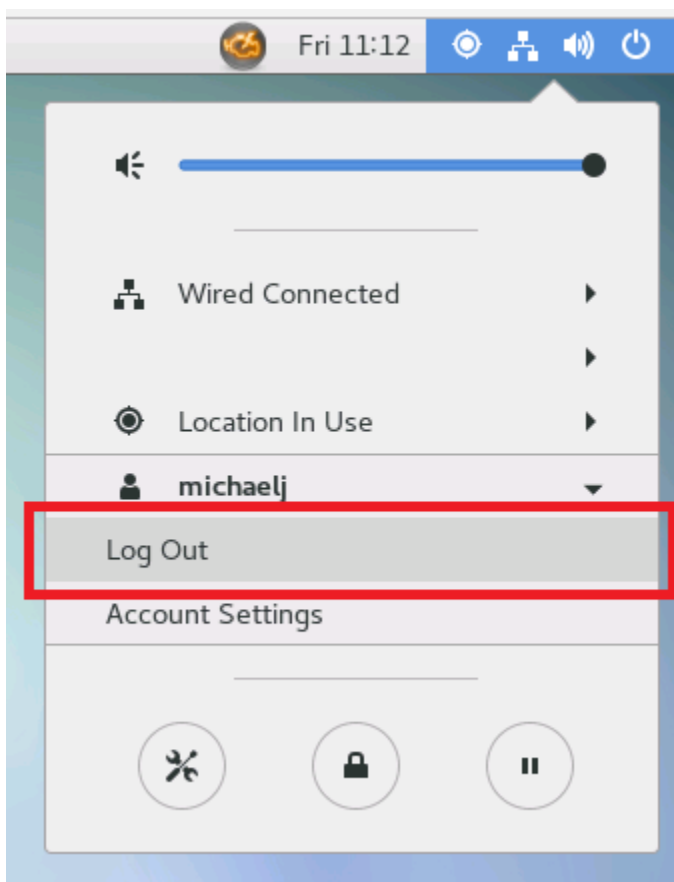 Fri 11:12
Wired Connected
Location In Use
michaelj
Log Out
Account Settings